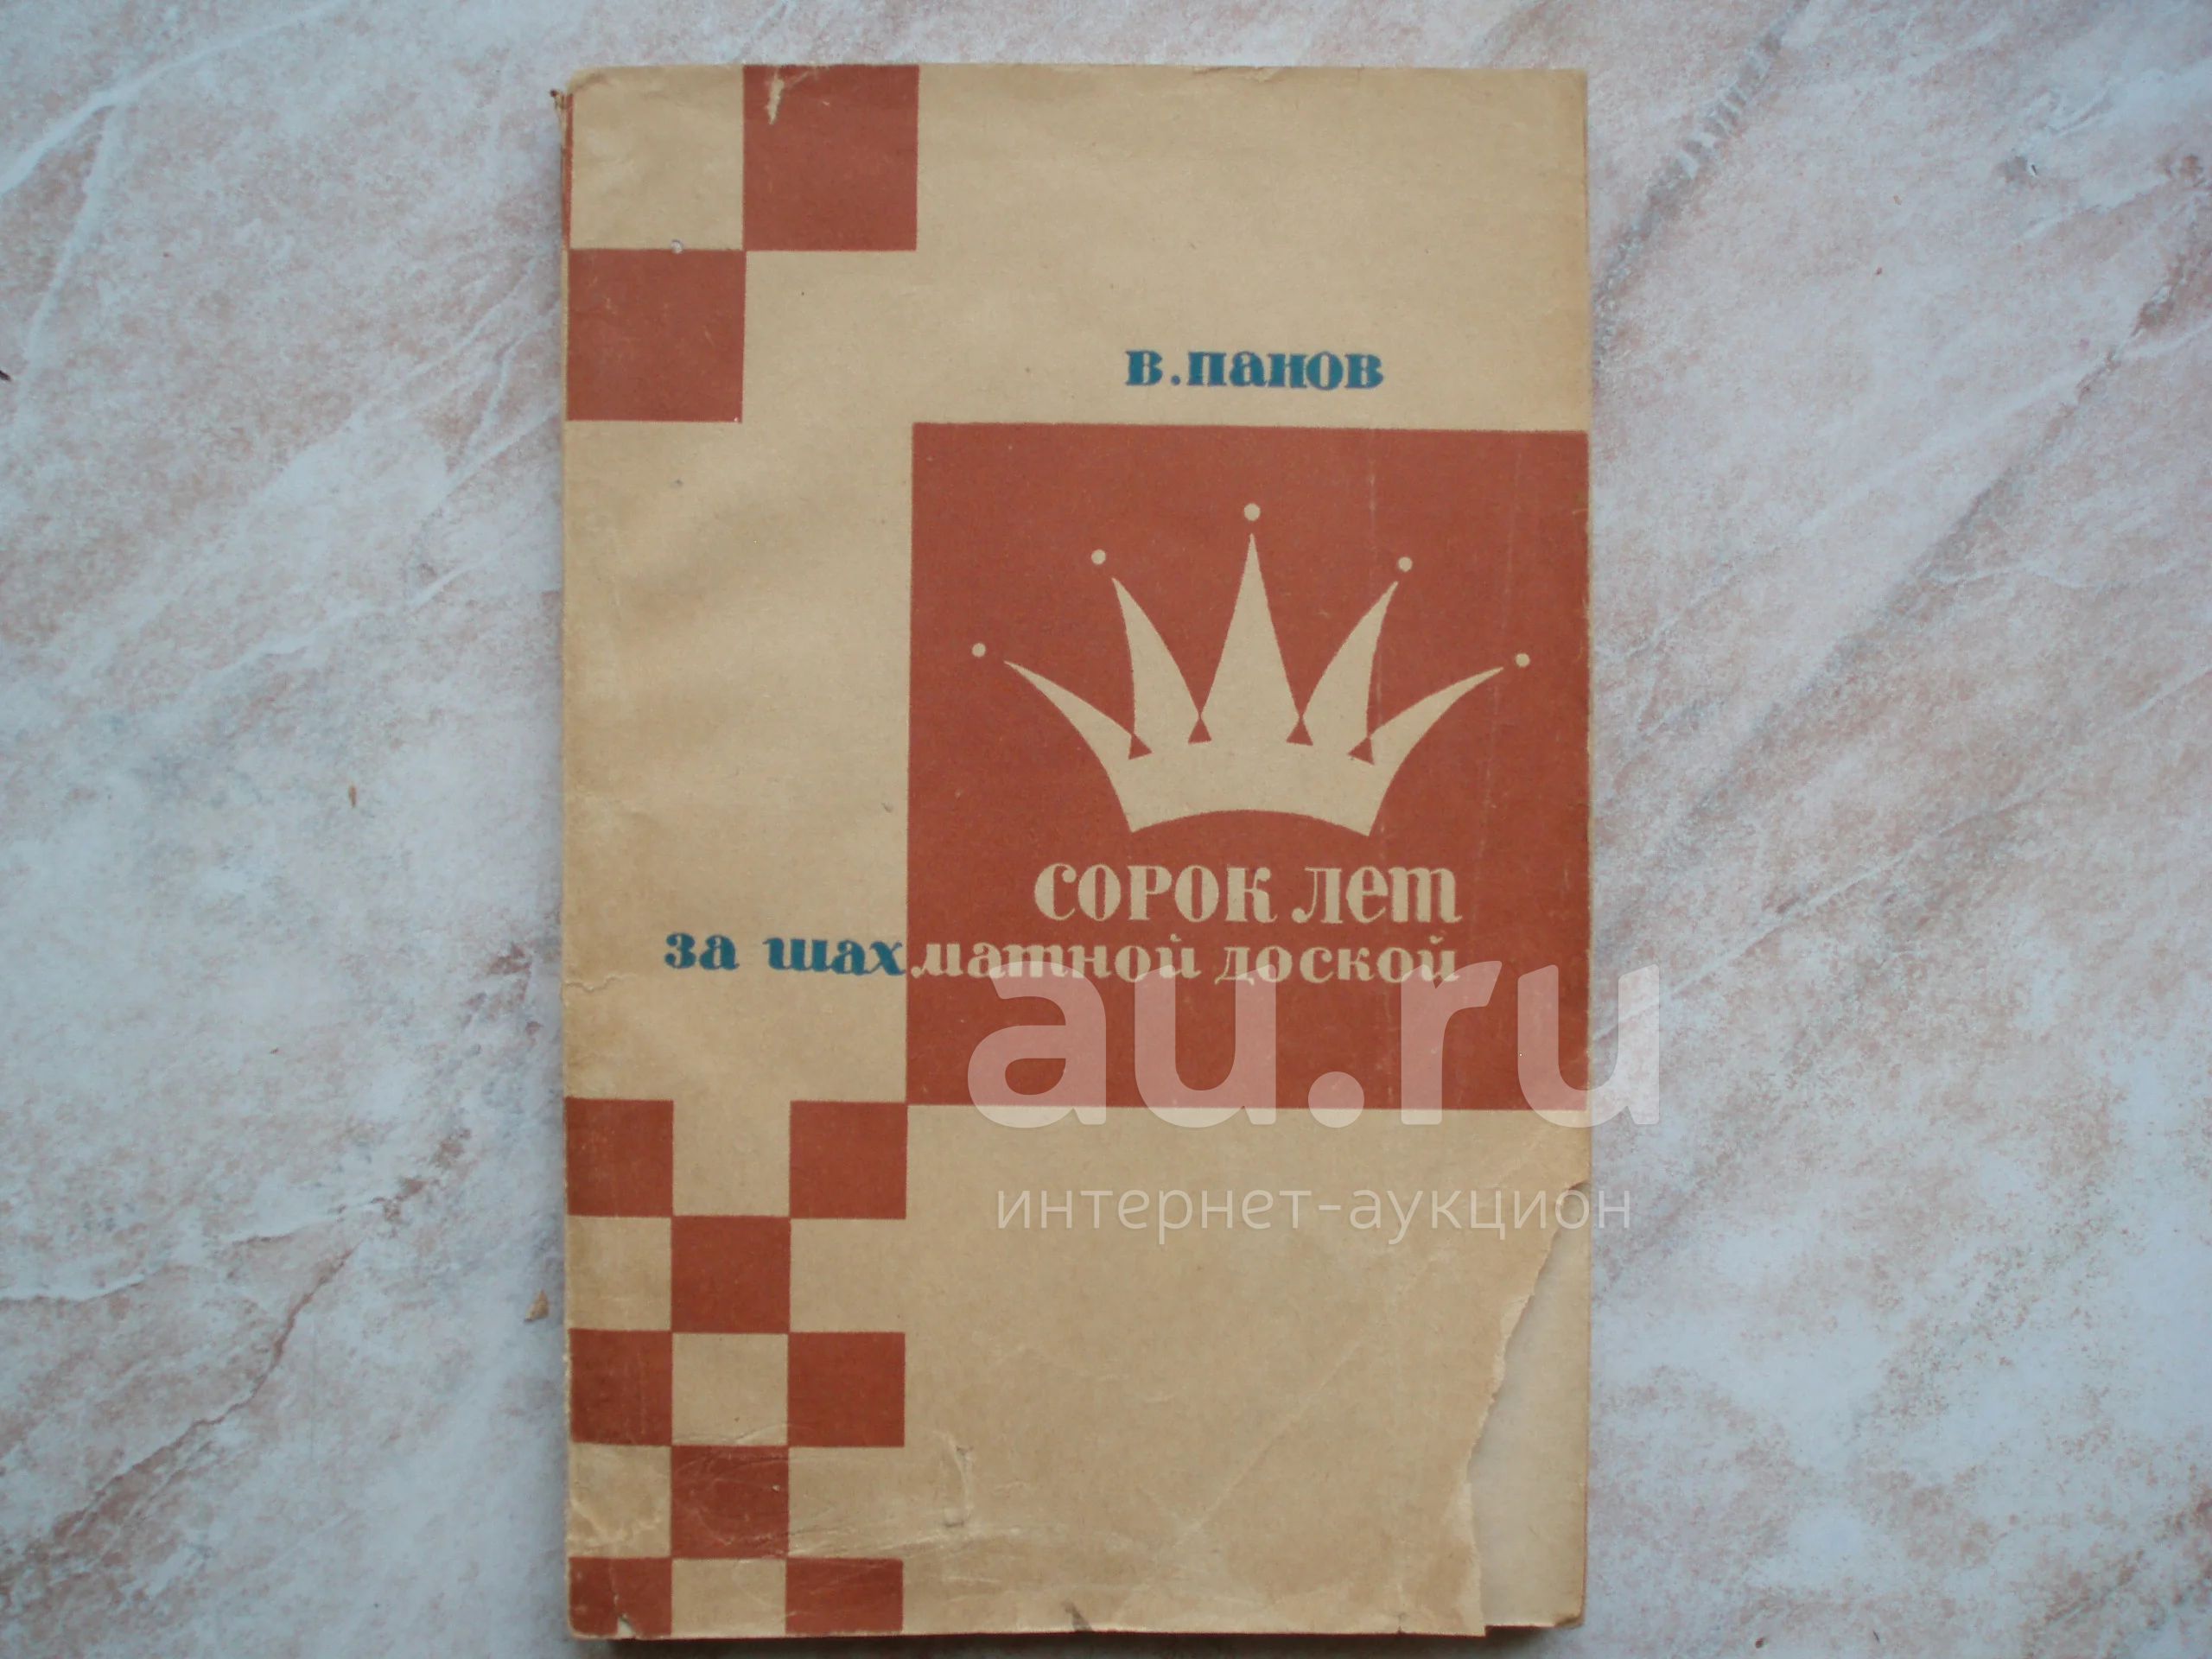 в.панов
сорок лет
за шахматной доской
au.ru
интернет-аукцион